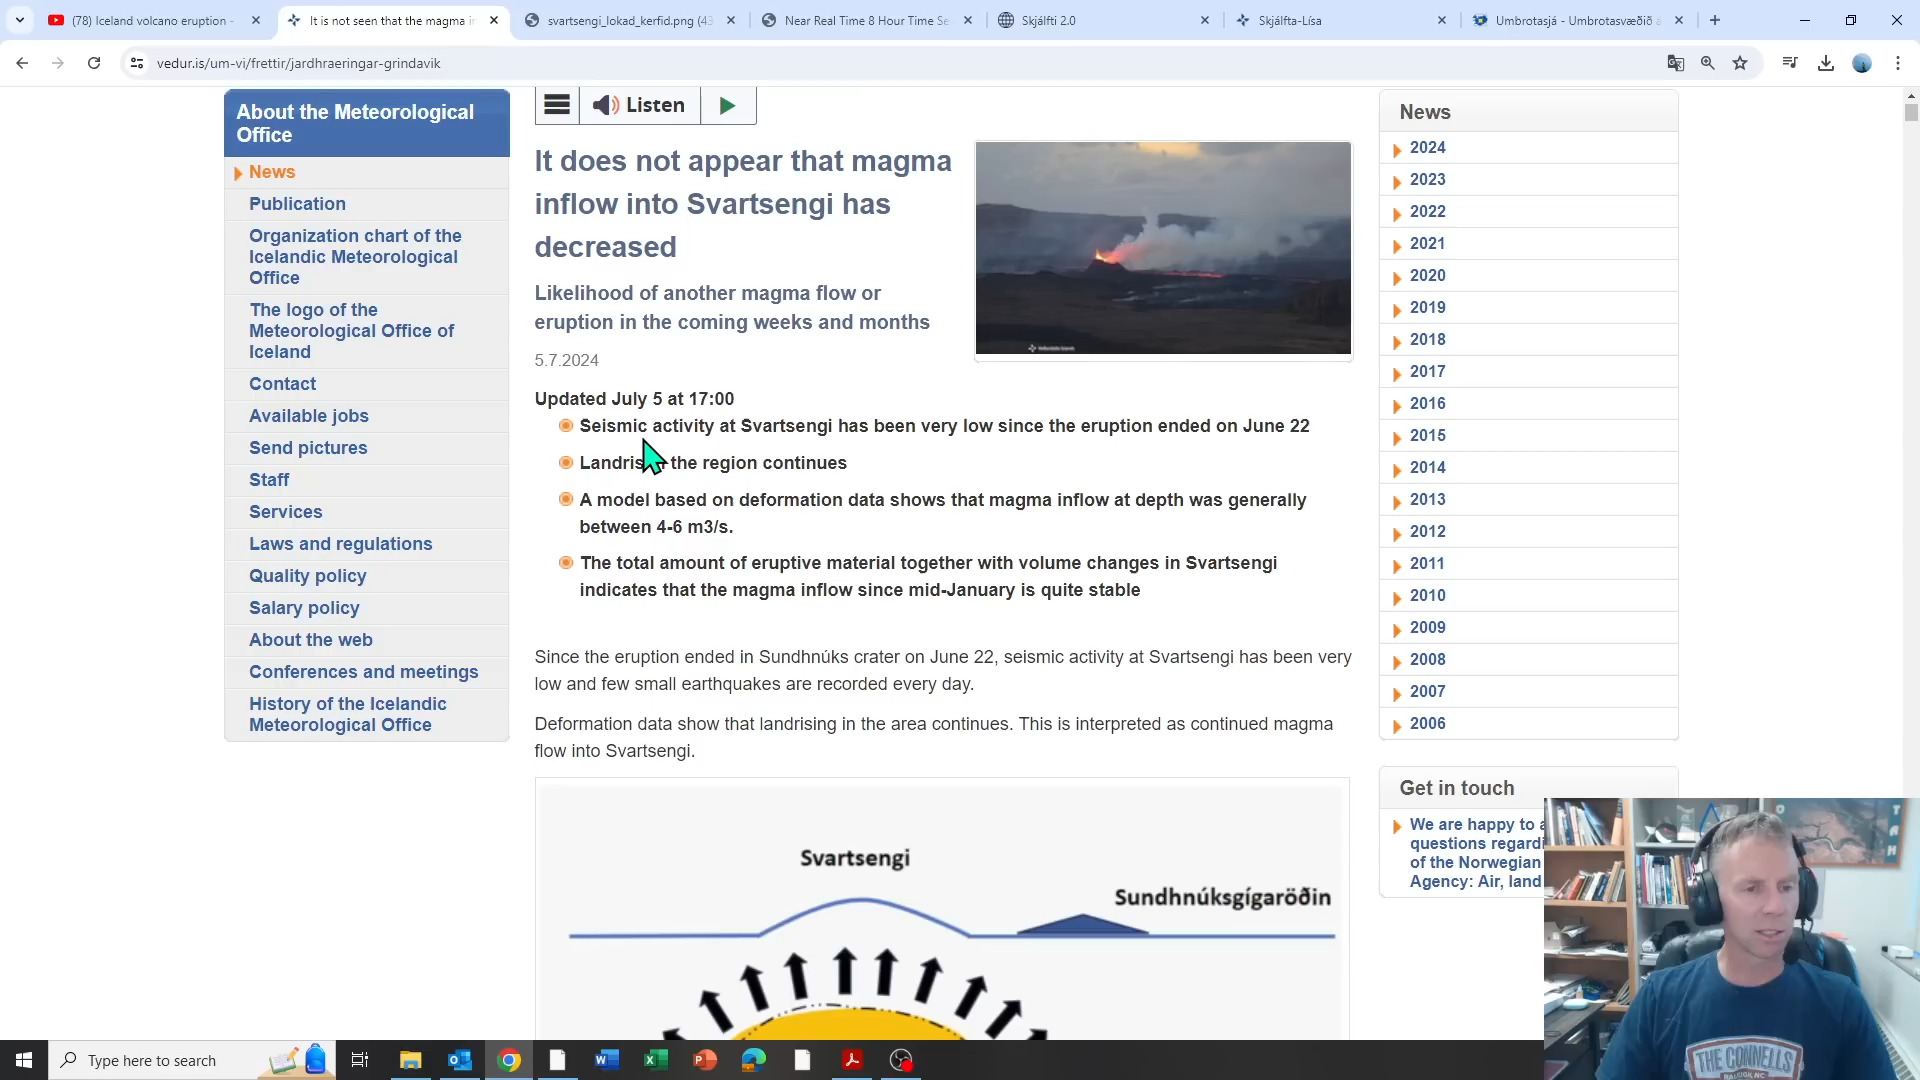 (78) Iceland volcano eruption -
It is not seen that the magma in
svartsengi_lokad_kerfid.png (43
Near Real Time 8 Hour Time Se
Skjálfti 2.0
Skjálfta-Lísa
Umbrotasjá - Umbrotasvæðið á
vedur.is/um-vi/frettir/jardhraeringar-grindavik
About the Meteorological
Office
News
Publication
Organization chart of the
Icelandic Meteorological
Office
The logo of the
Meteorological Office of
Iceland
Contact
Available jobs
Send pictures
Staff
Services
Laws and regulations
Quality policy
Salary policy
About the web
Conferences and meetings
History of the Icelandic
Meteorological Office
Listen
It does not appear that magma
inflow into Svartsengi has
decreased
Likelihood of another magma flow or
eruption in the coming weeks and months
5.7.2024
Updated July 5 at 17:00
Seismic activity at Svartsengi has been very low since the eruption ended on June 22
Landris the region continues
A model based on deformation data shows that magma inflow at depth was generally
between 4-6 m3/s.
The total amount of eruptive material together with volume changes in Svartsengi
indicates that the magma inflow since mid-January is quite stable
Since the eruption ended in Sundhnúks crater on June 22, seismic activity at Svartsengi has been very
low and few small earthquakes are recorded every day.
Deformation data show that landrising in the area continues. This is interpreted as continued magma
flow into Svartsengi.
Svartsengi
Sundhnúksgígaröðin
News
2024
2023
2022
2021
2020
2019
2018
2017
2016
2015
2014
2013
2012
2011
2010
2009
2008
2007
2006
Get in touch
We are happy to a
questions regardi
of the Norwegian
Agency: Air, land
THE CONNELLS
RALEIGH, NC
Type here to search